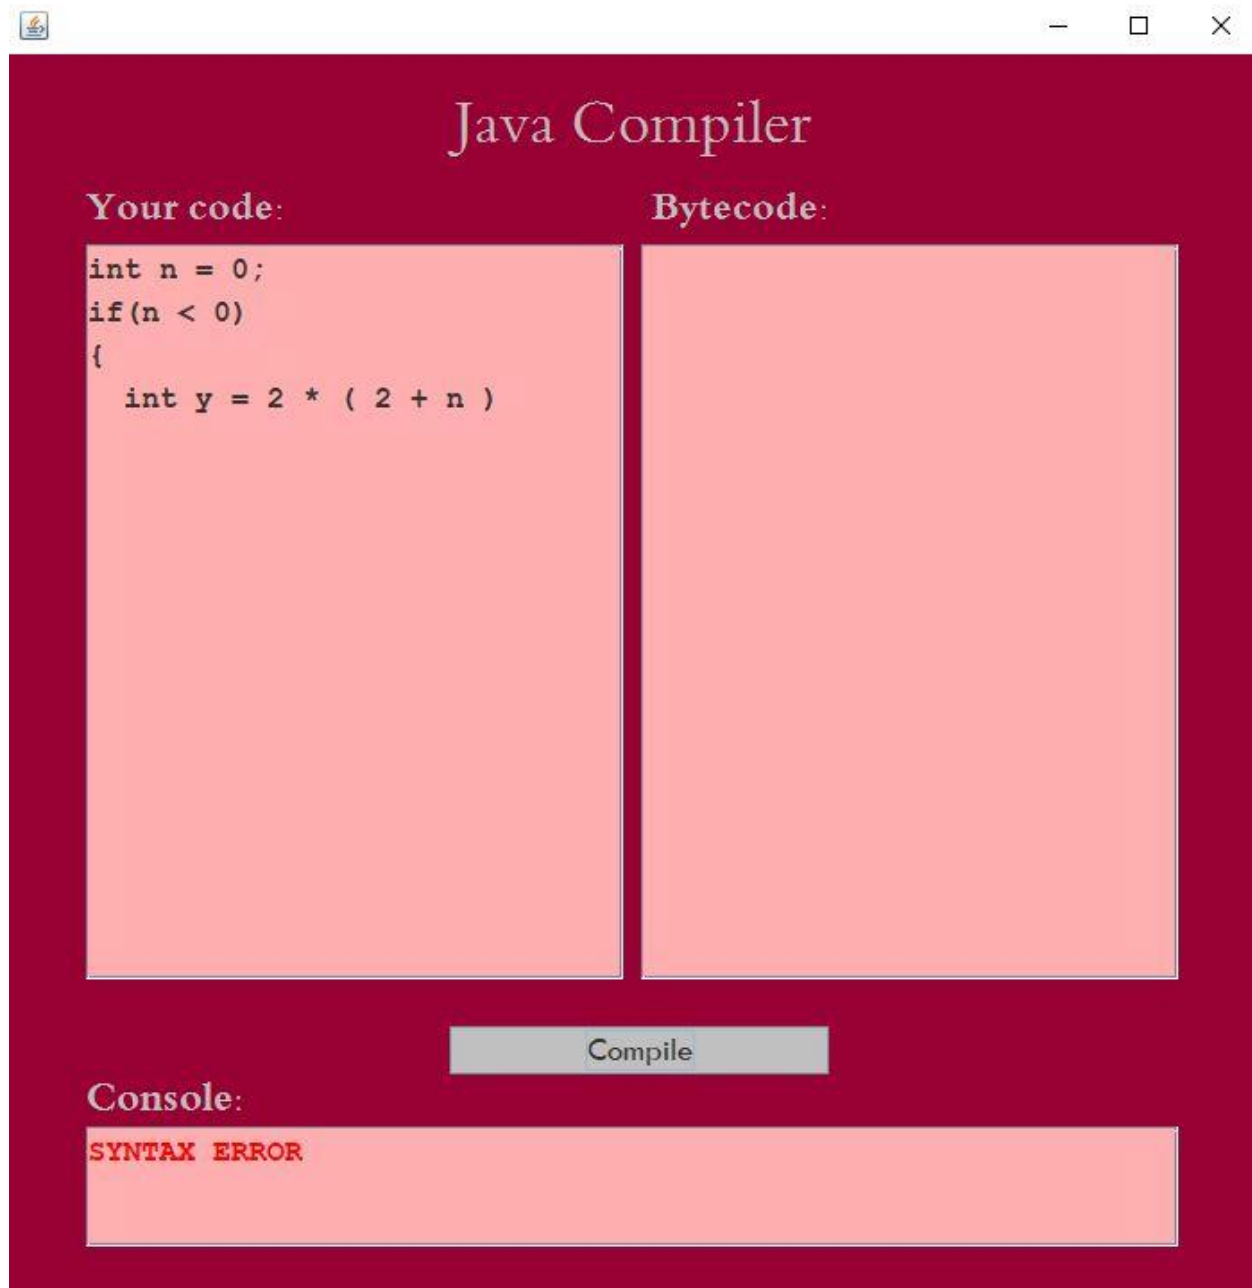 Java Compiler
Your code:
Bytecode:
int n = 0;
if(n < 0)
{
  int y = 2 * ( 2 + n )
Compile
Console:
SYNTAX ERROR